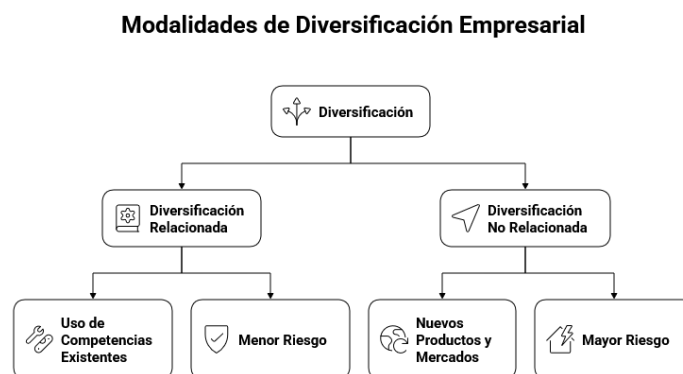 Modalidades de Diversificación Empresarial
Diversificación
Diversificación
Relacionada
Diversificación
No Relacionada
Uso de
Competencias
Existentes
Menor Riesgo
Nuevos
Productos y
Mercados
Mayor Riesgo